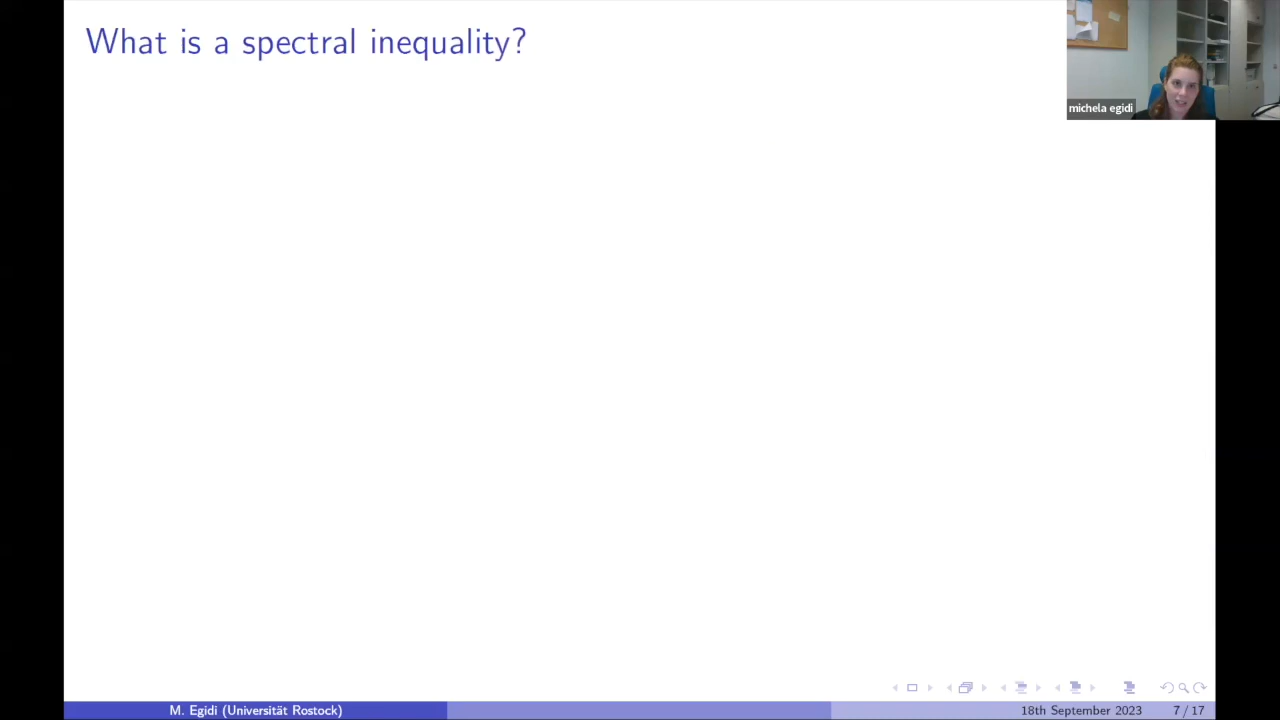 What is a spectral inequality?
michela egidi
M. Egidi (Universität Rostock)
18th September 2023
7 / 17